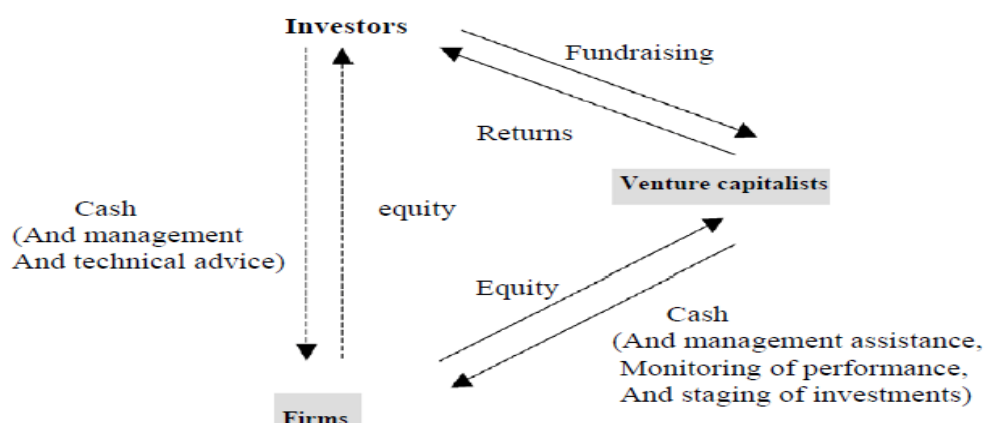 Investors
Fundraising
Returns
Venture capitalists
Cash
(And management
And technical advice)
equity
Equity
Cash
(And management assistance,
Monitoring of performance,
And staging of investments)
Firms